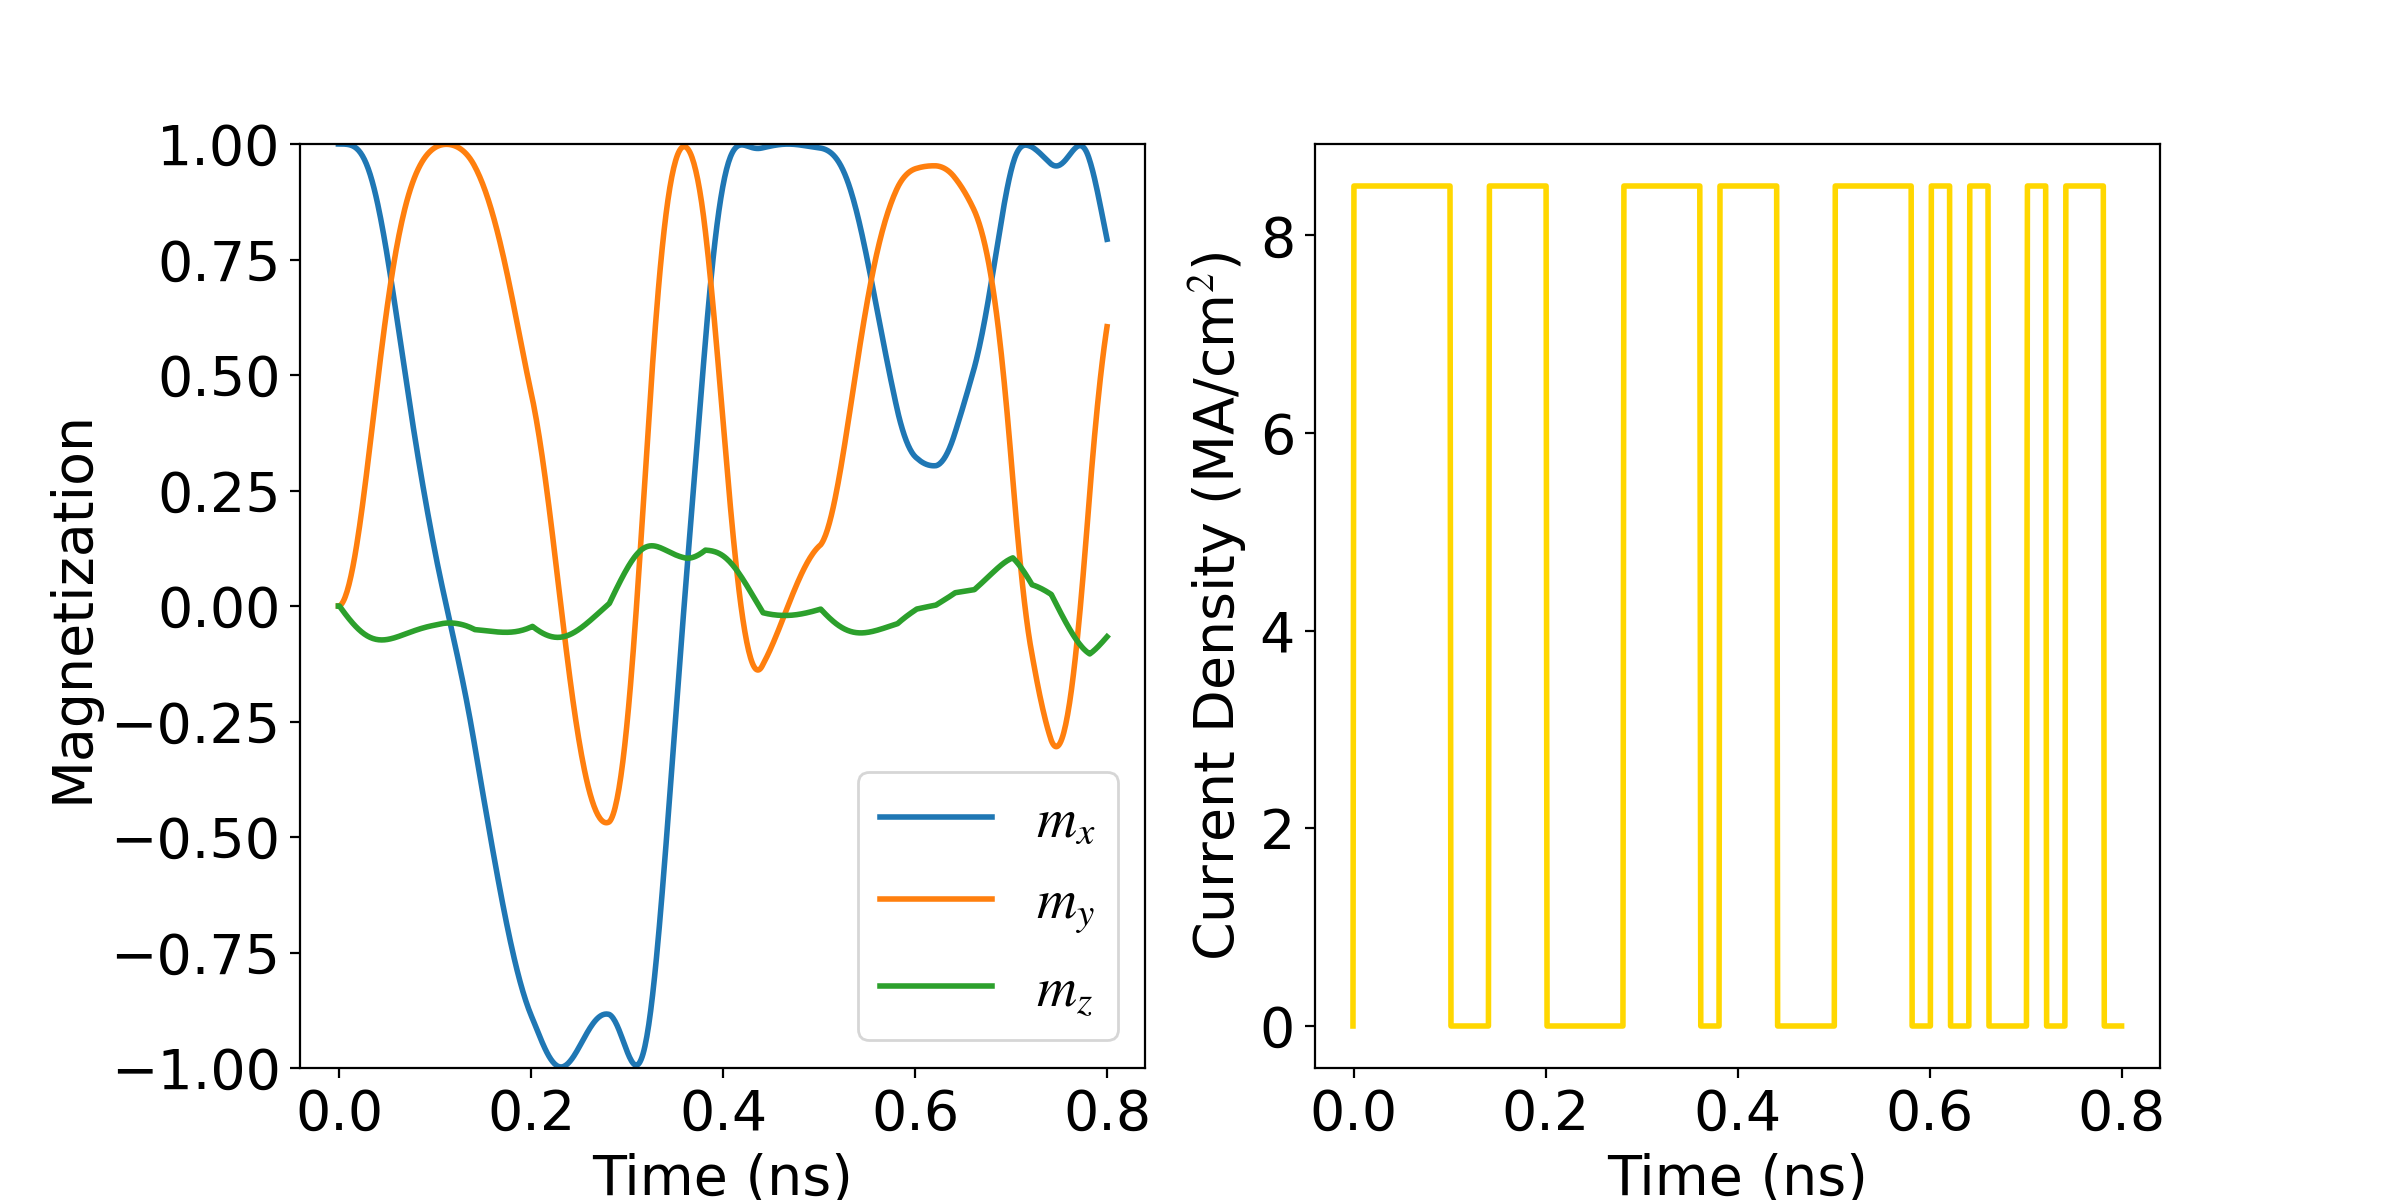 1.00
0.75
0.50
0.25
0.00
−0.25
−0.50
−0.75
−1.00
Magnetization
0.0 0.2 0.4 0.6 0.8
Time (ns)
m_x
m_y
m_z
8
6
4
2
0
Current Density (MA/cm²)
0.0 0.2 0.4 0.6 0.8
Time (ns)